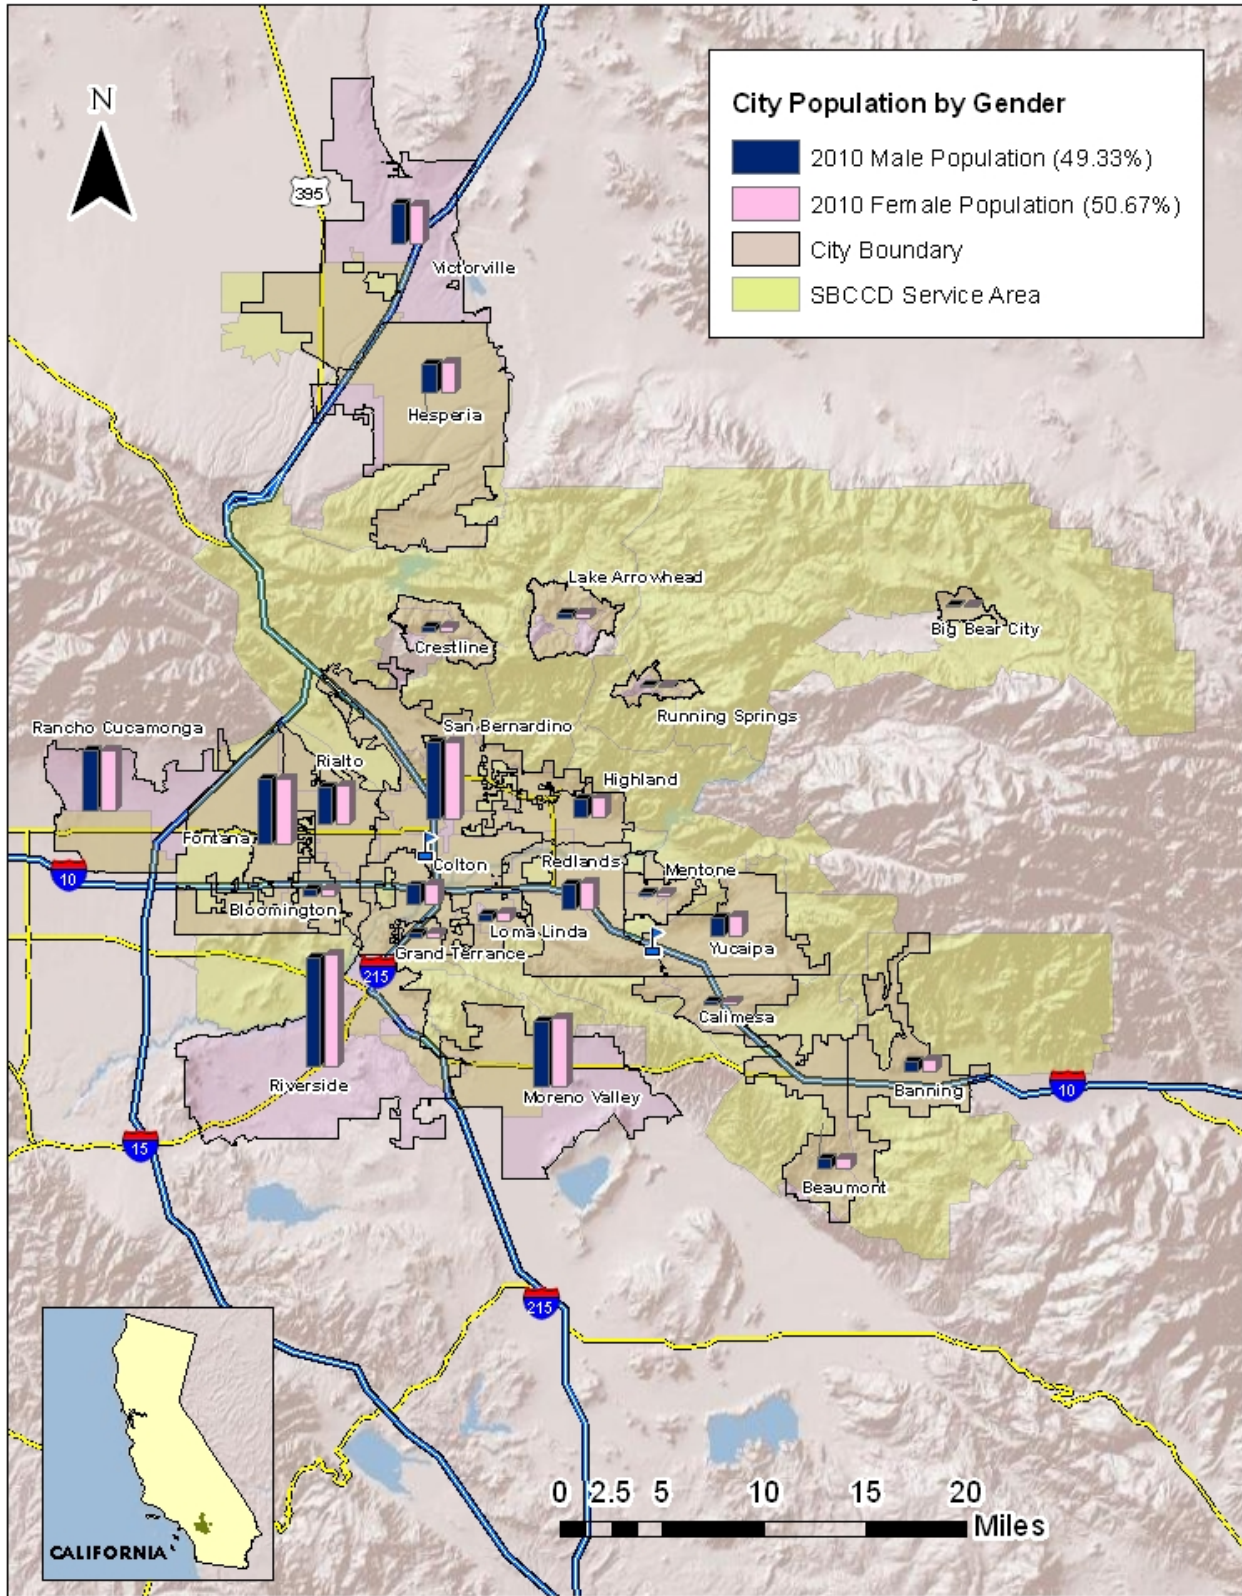 N
City Population by Gender
2010 Male Population (49.33%)
2010 Female Population (50.67%)
City Boundary
SBCCD Service Area
395
Victorville
Hesperia
Lake Arrowhead
Crestline
Big Bear City
Running Springs
Rancho Cucamonga
San Bernardino
Rialto
Highland
Fontana
Colton
Redlands
Mentone
10
Bloomington
Loma Linda
Yucaipa
Grand Terrance
215
Calimesa
Riverside
Moreno Valley
Banning
10
15
Beaumont
215
CALIFORNIA
0 2.5 5 10 15 20
Miles